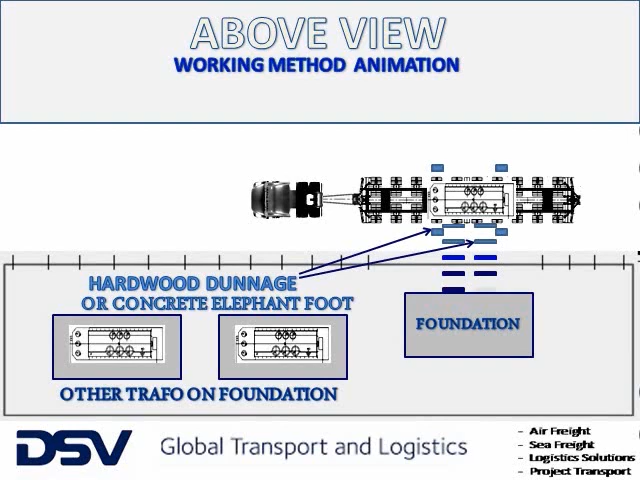 ABOVE VIEW
WORKING METHOD ANIMATION
HARDWOOD DUNNAGE
OR CONCRETE ELEPHANT FOOT
FOUNDATION
OTHER TRAFO ON FOUNDATION
DSV Global Transport and Logistics
- Air Freight
- Sea Freight
- Logistics Solutions
- Project Transport